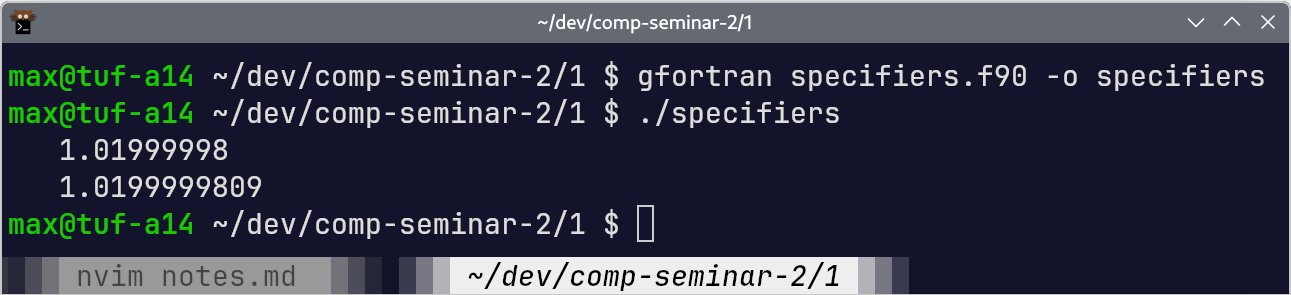 ~/dev/comp-seminar-2/1
max@tuf-a14 ~/dev/comp-seminar-2/1 $ gfortran specifiers.f90 -o specifiers
max@tuf-a14 ~/dev/comp-seminar-2/1 $ ./specifiers
1.01999998
1.0199999809
max@tuf-a14 ~/dev/comp-seminar-2/1 $
nvim notes.md ~/dev/comp-seminar-2/1